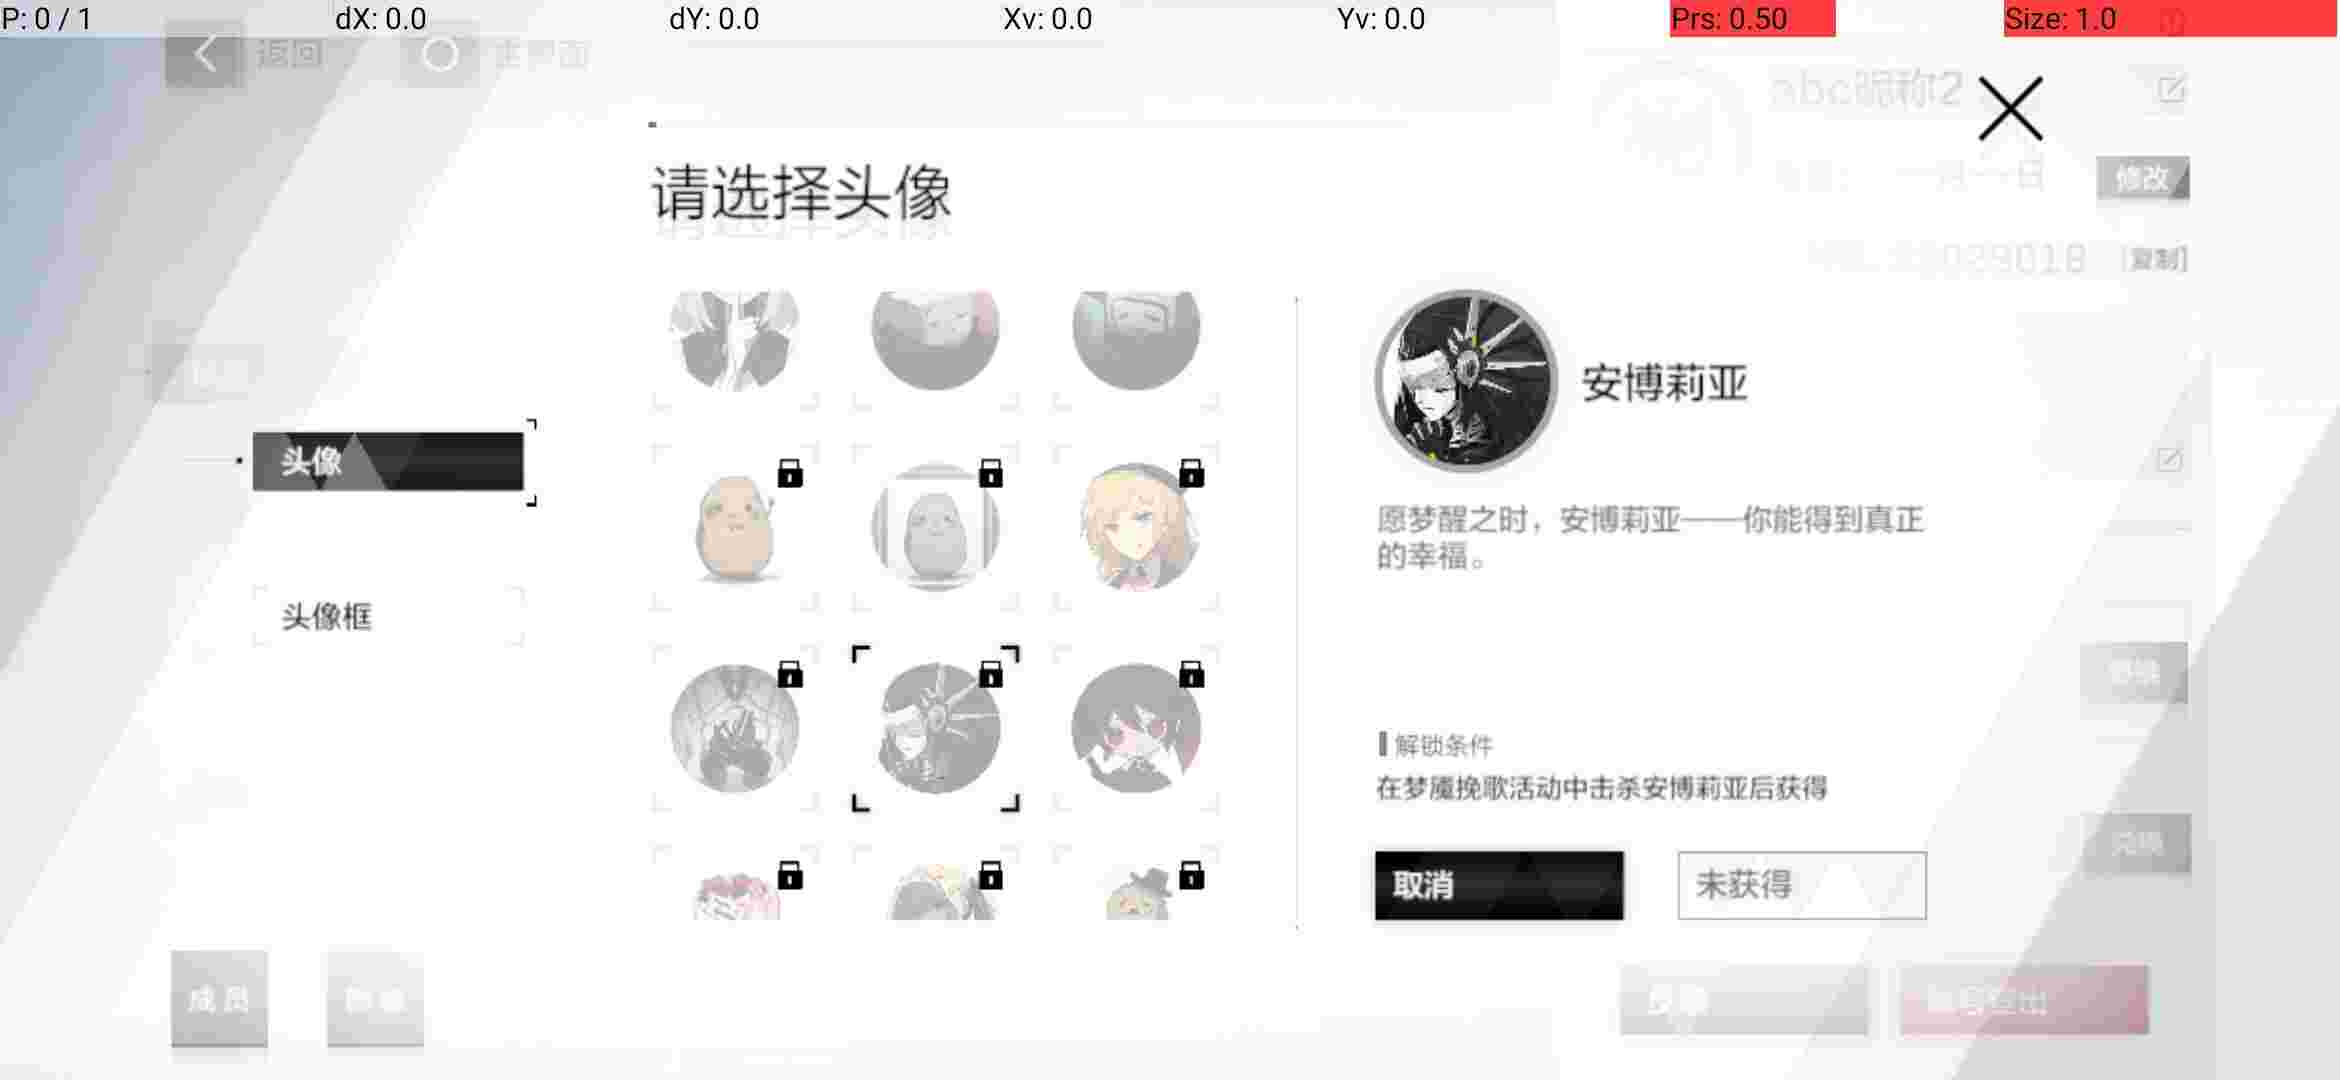 P: 0 / 1
dX: 0.0
dY: 0.0
Xv: 0.0
Yv: 0.0
Prs: 0.50
Size: 1.0
返回
主界面
abc昵称2
修改
请选择头像
[复制]
安博莉亚
头像
愿梦醒之时，安博莉亚——你能得到真正
的幸福。
头像框
解锁条件
在梦魇挽歌活动中击杀安博莉亚后获得
取消
未获得
成员